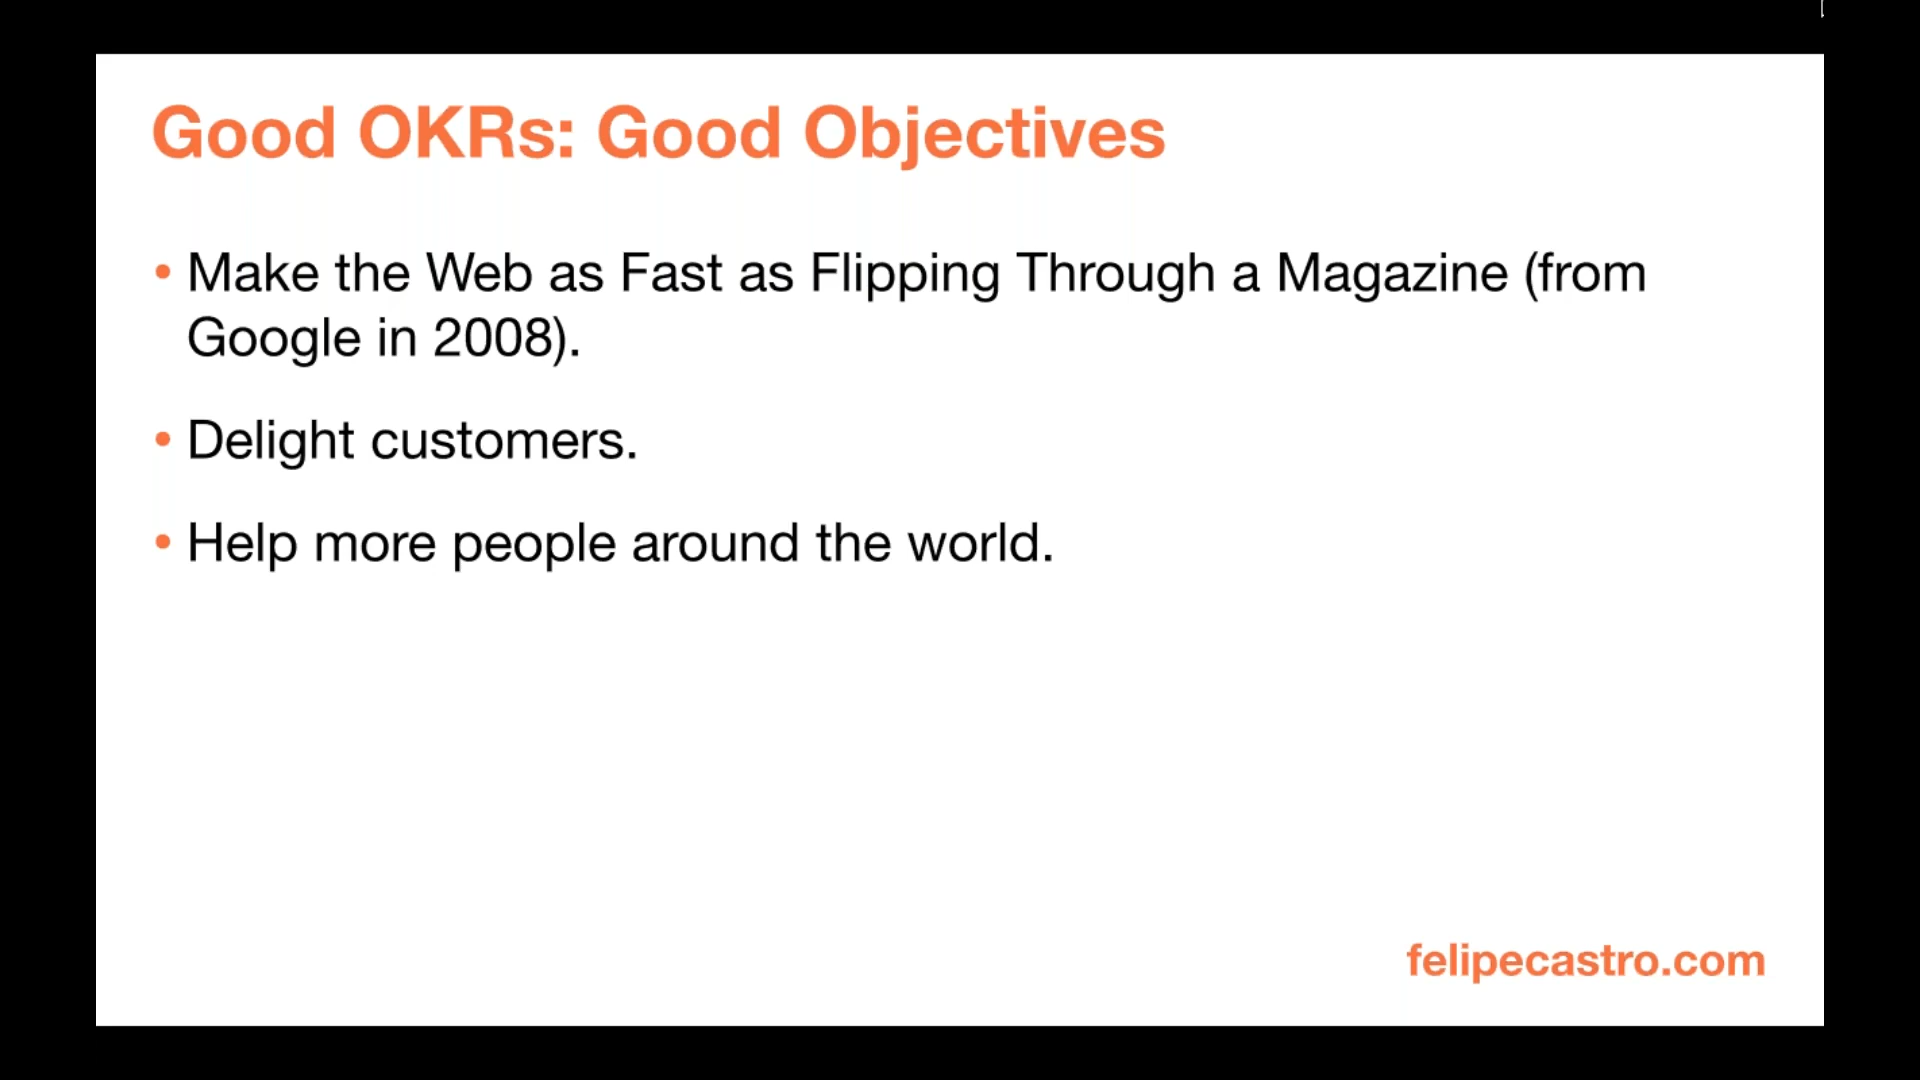 Good OKRs: Good Objectives
• Make the Web as Fast as Flipping Through a Magazine (from
Google in 2008).
• Delight customers.
• Help more people around the world.
felipecastro.com